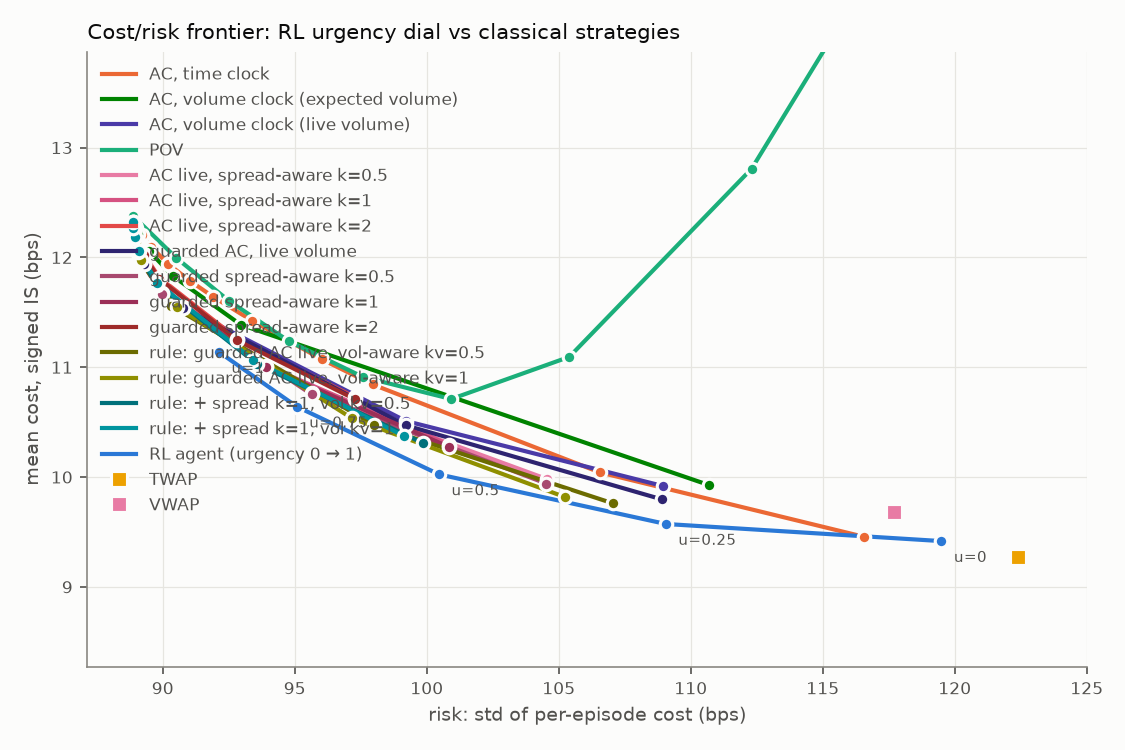 Cost/risk frontier: RL urgency dial vs classical strategies
AC, time clock
AC, volume clock (expected volume)
AC, volume clock (live volume)
POV
AC live, spread-aware k=0.5
AC live, spread-aware k=1
AC live, spread-aware k=2
guarded AC, live volume
guarded spread-aware k=0.5
guarded spread-aware k=1
guarded spread-aware k=2
rule: guarded AC live, vol-aware kv=0.5
rule: guarded AC live, vol-aware kv=1
rule: + spread k=1, vol kv=0.5
rule: + spread k=1, vol kv=1
RL agent (urgency 0 → 1)
TWAP
VWAP
13
12
11
10
9
mean cost, signed IS (bps)
u=0.5
u=0.25
u=0
90
95
100
105
110
115
120
125
risk: std of per-episode cost (bps)